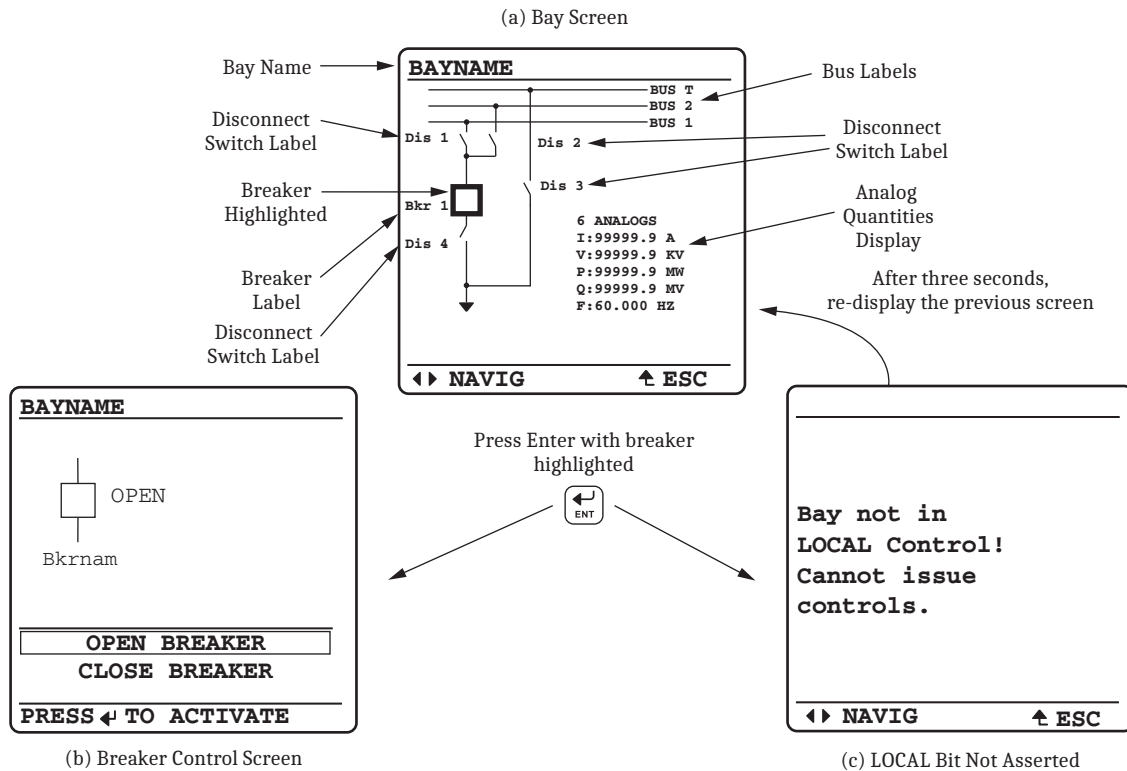 (a) Bay Screen
Bay Name
BAYNAME
Bus Labels
BUS T
BUS 2
BUS 1
Disconnect
Switch Label
Dis 1
Dis 2
Disconnect
Switch Label
Breaker
Highlighted
Dis 3
Bkr 1
Analog
Quantities
Display
6 ANALOGS
I:99999.9 A
V:99999.9 KV
P:99999.9 MW
Q:99999.9 MV
F:60.000 HZ
Dis 4
Breaker
Label
Disconnect
Switch Label
After three seconds,
re-display the previous screen
NAVIG ESC
BAYNAME
OPEN
Bkrnam
OPEN BREAKER
CLOSE BREAKER
PRESS TO ACTIVATE
(b) Breaker Control Screen
Press Enter with breaker
highlighted
ENT
Bay not in
LOCAL Control!
Cannot issue
controls.
NAVIG ESC
(c) LOCAL Bit Not Asserted